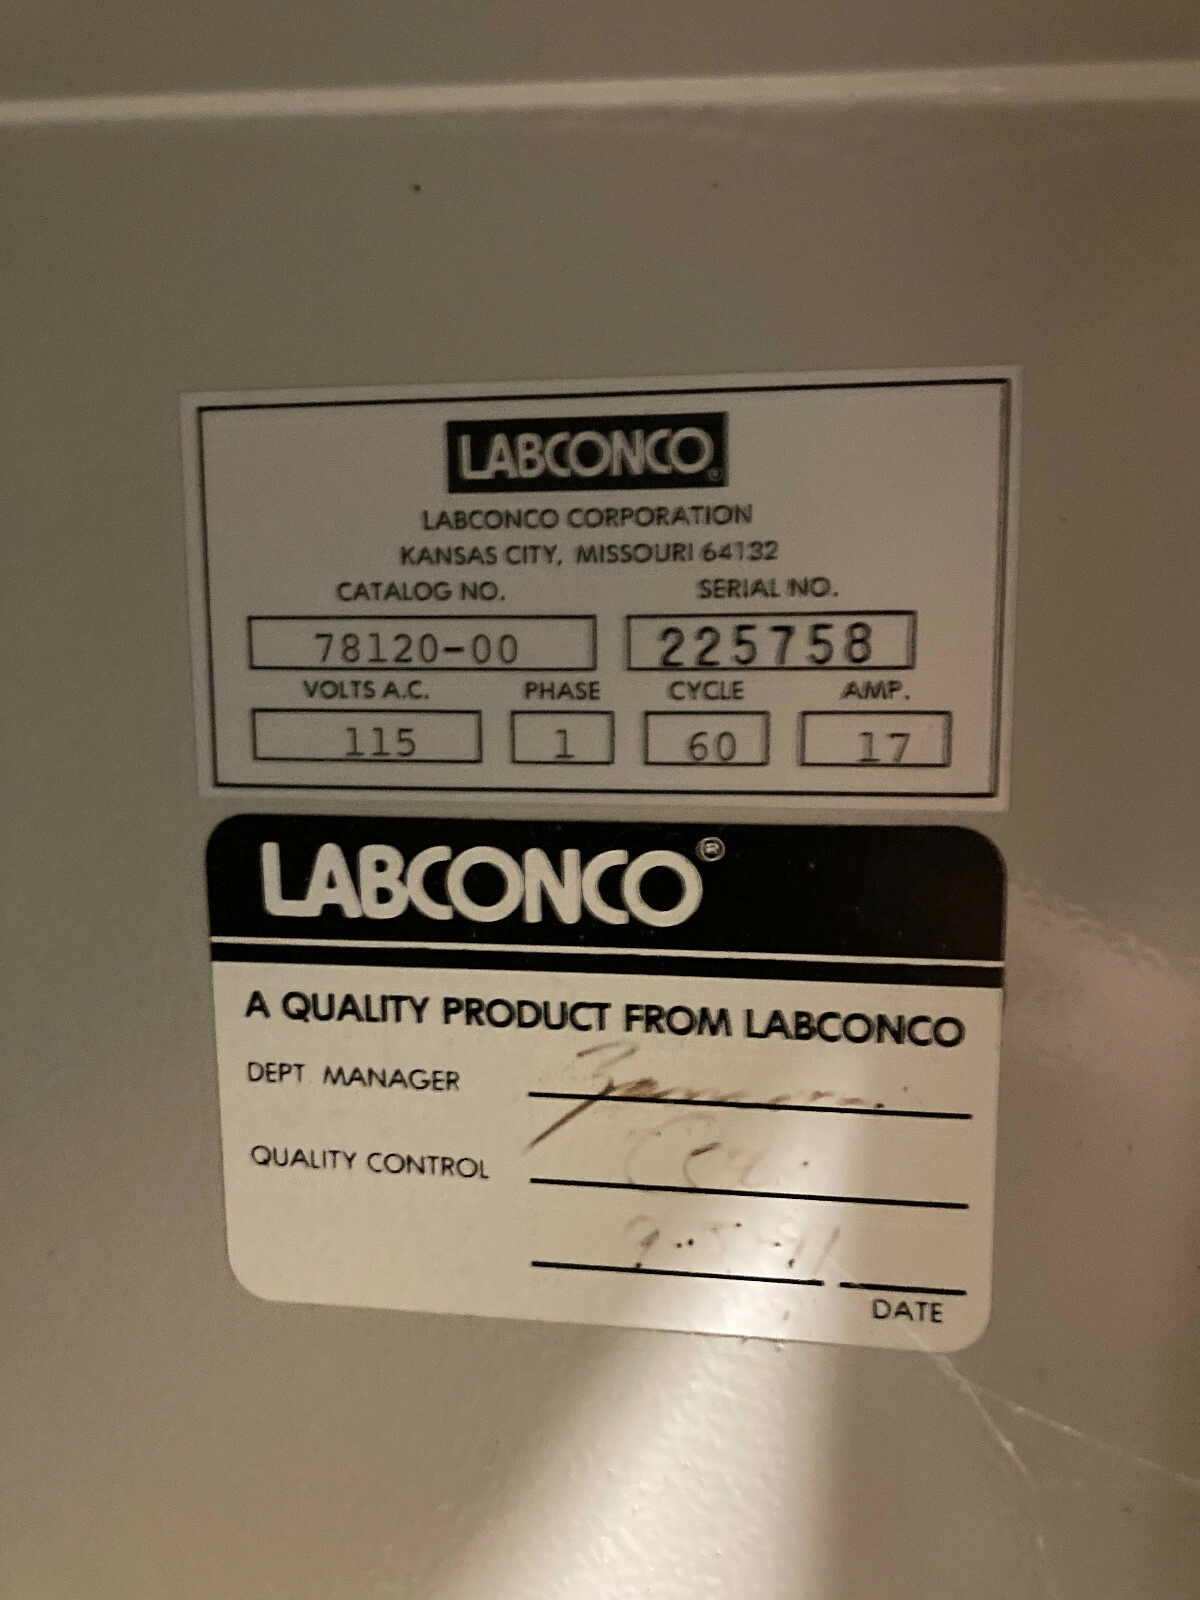 LABCONCO®
LABCONCO CORPORATION
KANSAS CITY, MISSOURI 64132
CATALOG NO. SERIAL NO.
78120-00 225758
VOLTS A.C. PHASE CYCLE AMP.
115 1 60 17
LABCONCO®
A QUALITY PRODUCT FROM LABCONCO
DEPT. MANAGER
QUALITY CONTROL
DATE